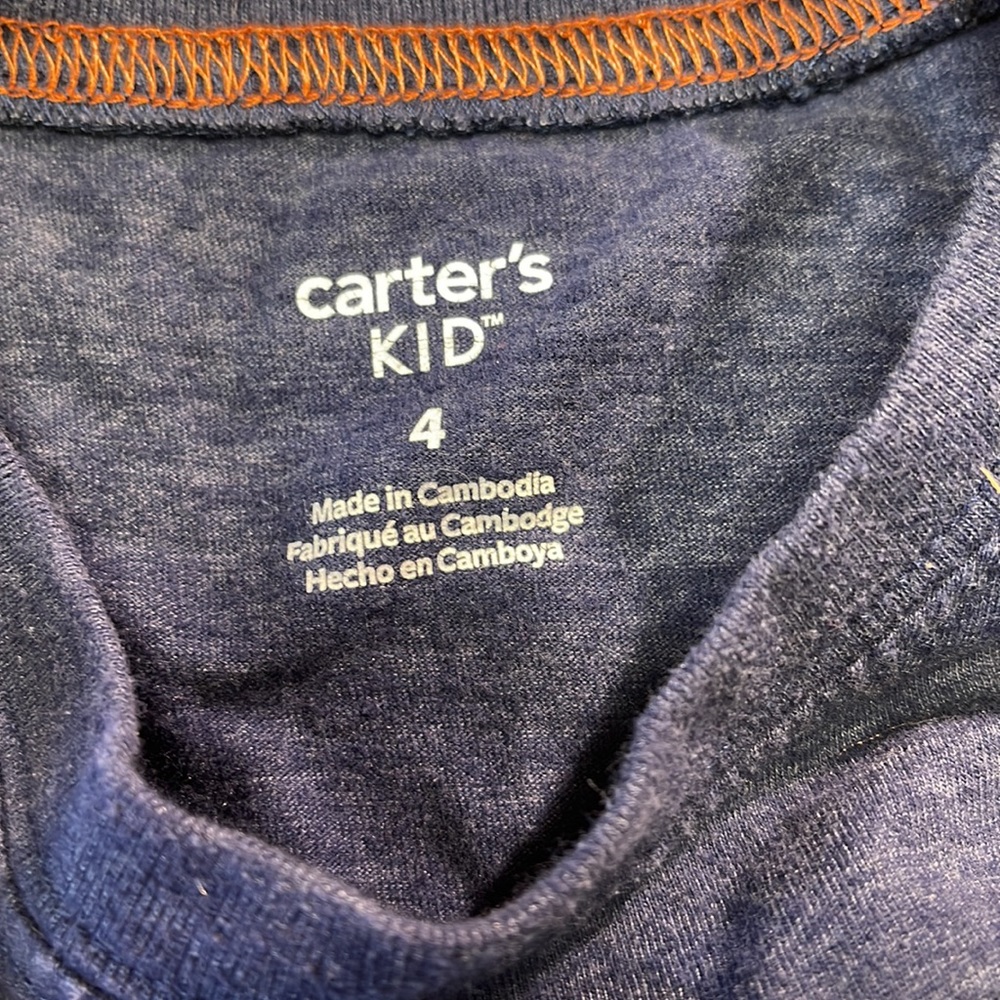 carter's
KID™
4
Made in Cambodia
Fabriqué au Cambodge
Hecho en Camboya